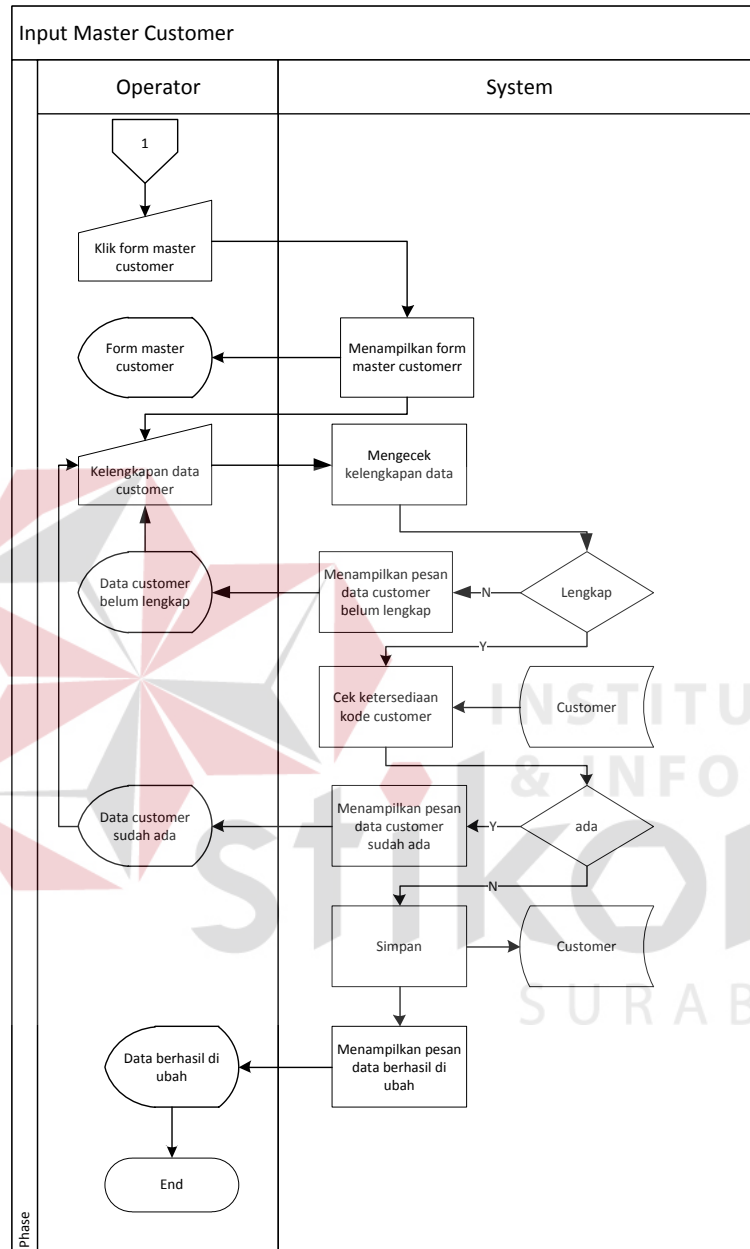 Input Master Customer
Operator
System
1
Klik form master
customer
Form master
customer
Menampilkan form
master customerr
Kelengkapan data
customer
Mengecek
kelengkapan data
Data customer
belum lengkap
Menampilkan pesan
data customer
belum lengkap
N
Lengkap
Y
Cek ketersediaan
kode customer
Customer
INSTITU
& INFO
Data customer
sudah ada
Menampilkan pesan
data customer
sudah ada
Y
ada
N
stikom
Simpan
Customer
SURAB
Data berhasil di
ubah
Menampilkan pesan
data berhasil di
ubah
End
Phase